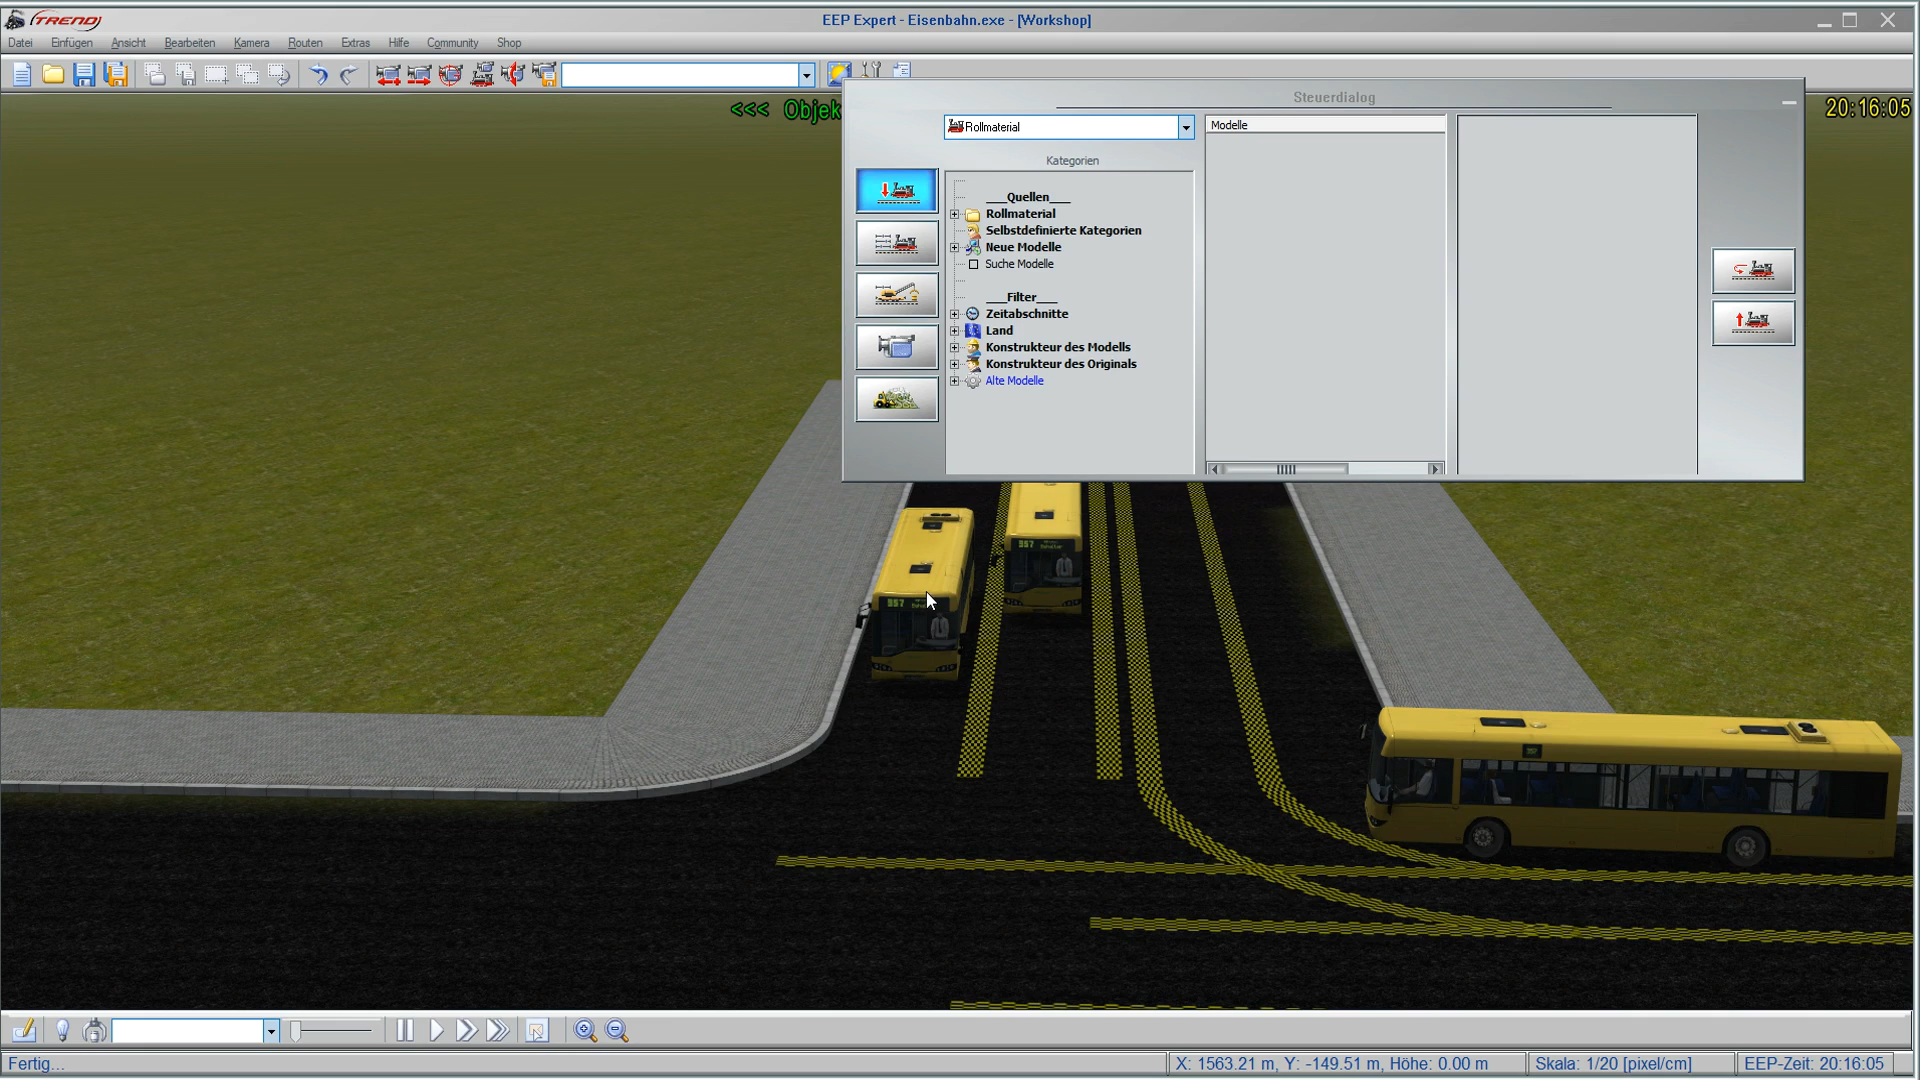 TREND
EEP Expert - Eisenbahn.exe - [Workshop]
Datei Einfügen Ansicht Bearbeiten Kamera Routen Extras Hilfe Community Shop
<<< Objek
20:16:05
Steuerdialog
Rollmaterial
Modelle
Kategorien
___Quellen___
Rollmaterial
Selbstdefinierte Kategorien
Neue Modelle
Suche Modelle
___Filter___
Zeitabschnitte
Land
Konstrukteur des Modells
Konstrukteur des Originals
Alte Modelle
957
957
Fertig...
X: 1563.21 m, Y: -149.51 m, Höhe: 0.00 m
Skala: 1/20 [pixel/cm]
EEP-Zeit: 20:16:05